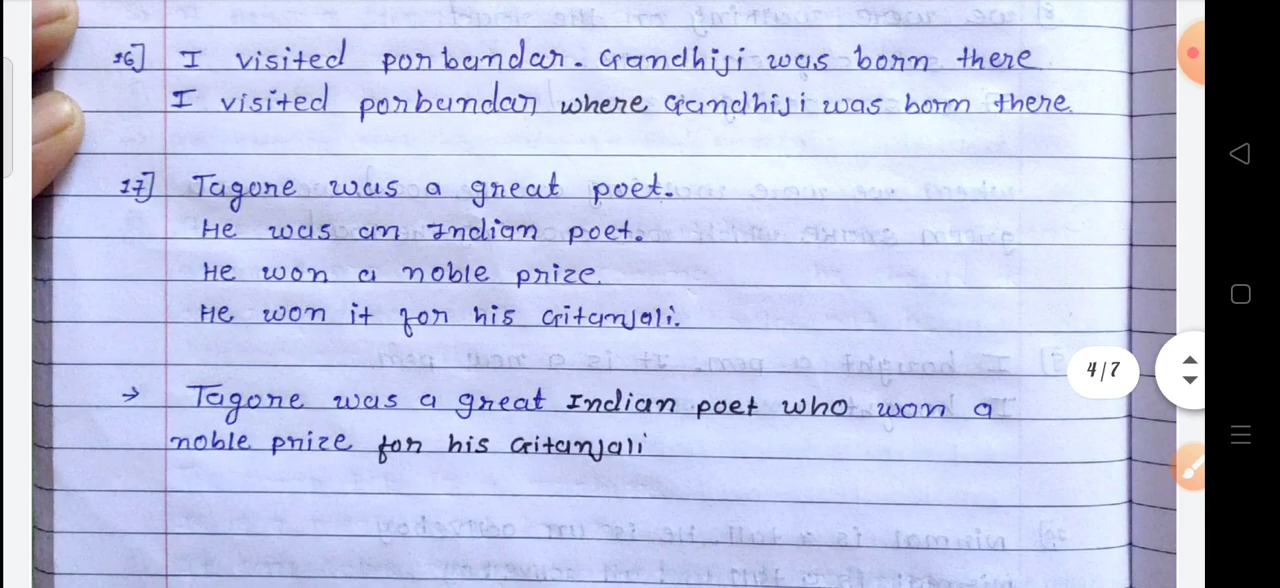 16] I visited porbandar. Gandhiji was born there
I visited porbandar where Gandhiji was born there.
17] Tagore was a great poet.
He was an Indian poet.
He won a noble prize.
He won it for his Gitanjali.
4/7
→ Tagore was a great Indian poet who won a
noble prize for his Gitanjali